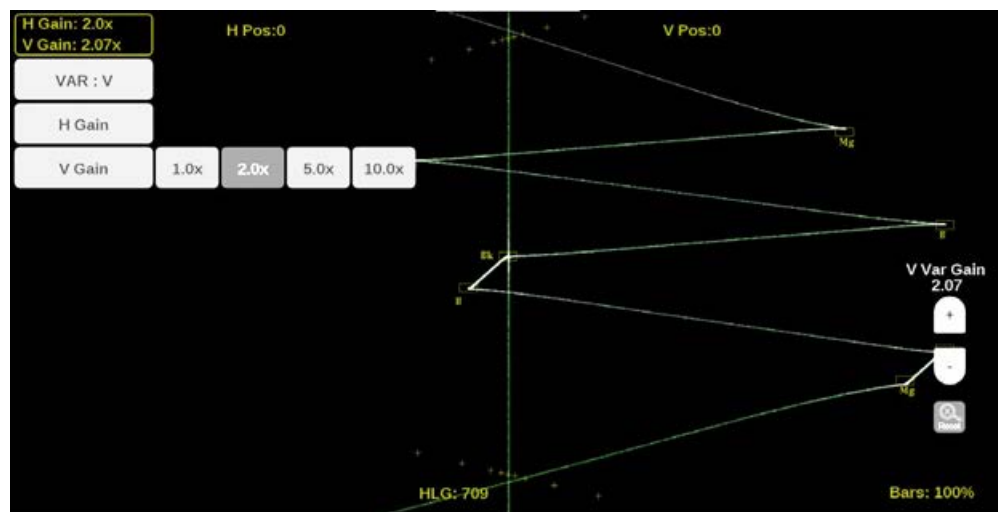 H Gain: 2.0x
V Gain: 2.07x
H Pos:0
V Pos:0
VAR : V
H Gain
V Gain
1.0x
2.0x
5.0x
10.0x
Mg
R
Bk
B
V Var Gain
2.07
+
-
Mg
Reset
HLG: 709
Bars: 100%